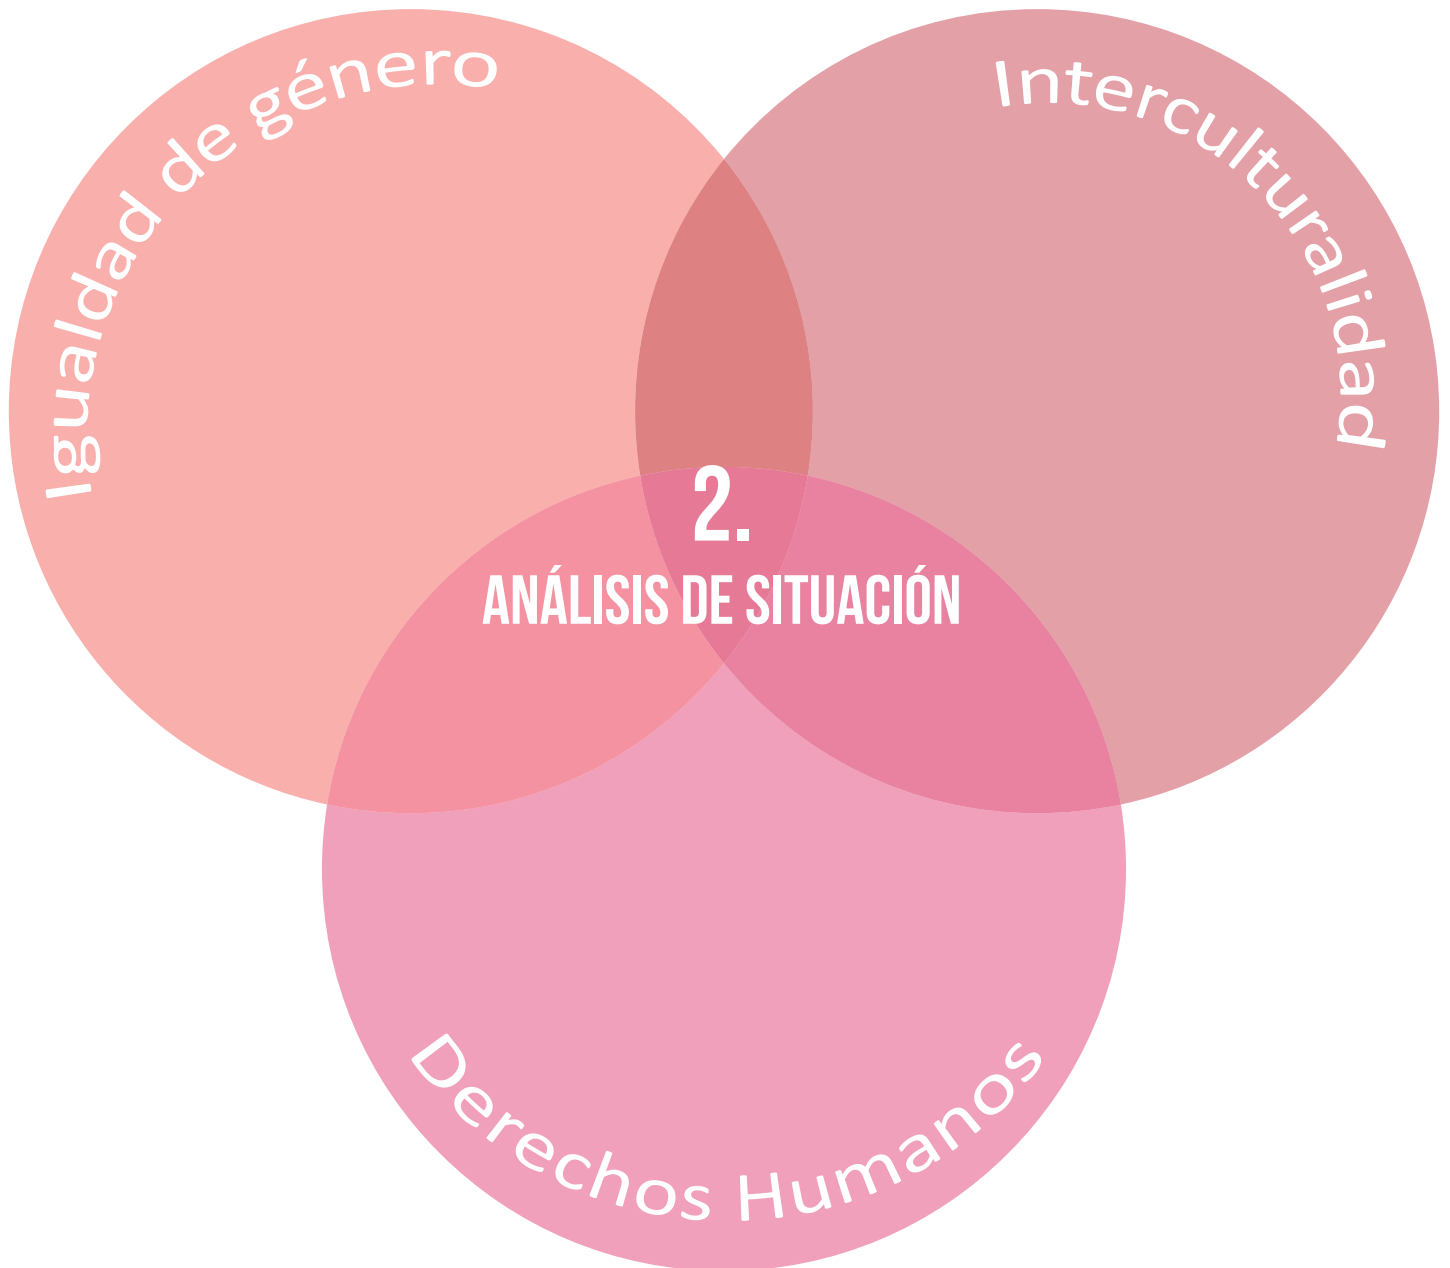 Igualdad de género
Interculturalidad
2.
ANÁLISIS DE SITUACIÓN
Derechos Humanos